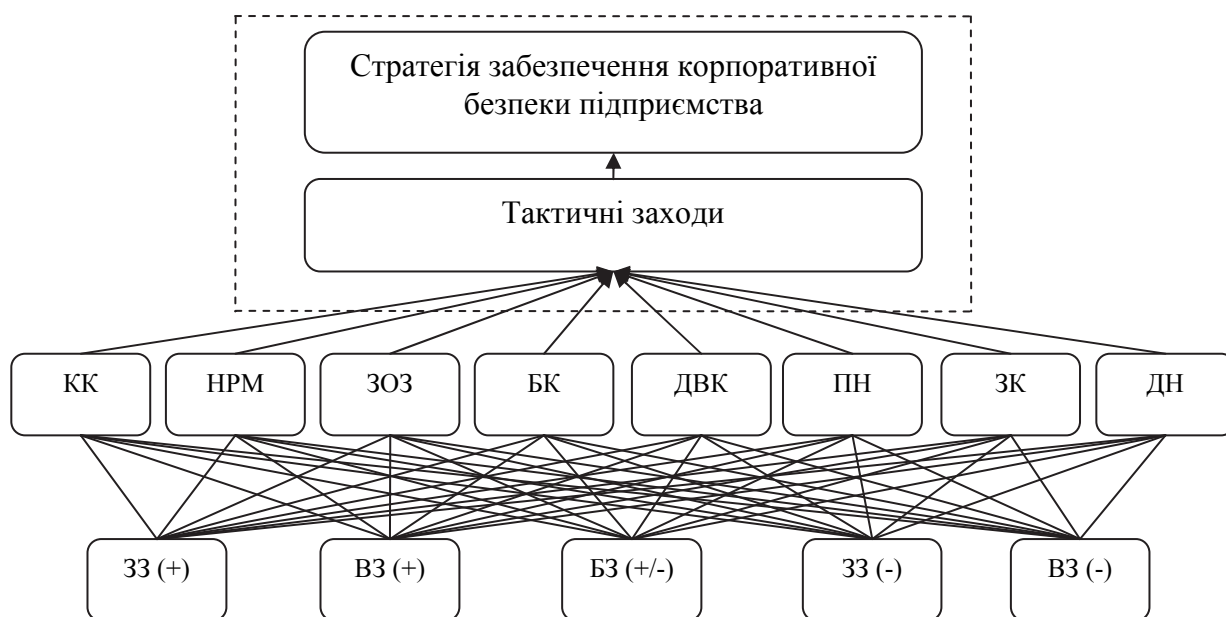 Стратегія забезпечення корпоративної
безпеки підприємства
Тактичні заходи
КК
НРМ
ЗОЗ
БК
ДВК
ПН
ЗК
ДН
ЗЗ (+)
ВЗ (+)
БЗ (+/-)
ЗЗ (-)
ВЗ (-)